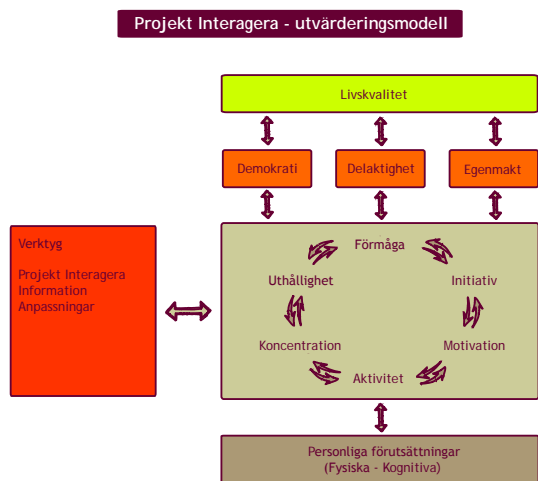 Projekt Interagera - utvärderingsmodell
Livskvalitet
Demokrati
Delaktighet
Egenmakt
Verktyg
Projekt Interagera
Information
Anpassningar
Förmåga
Uthållighet
Initiativ
Koncentration
Motivation
Aktivitet
Personliga förutsättningar
(Fysiska - Kognitiva)